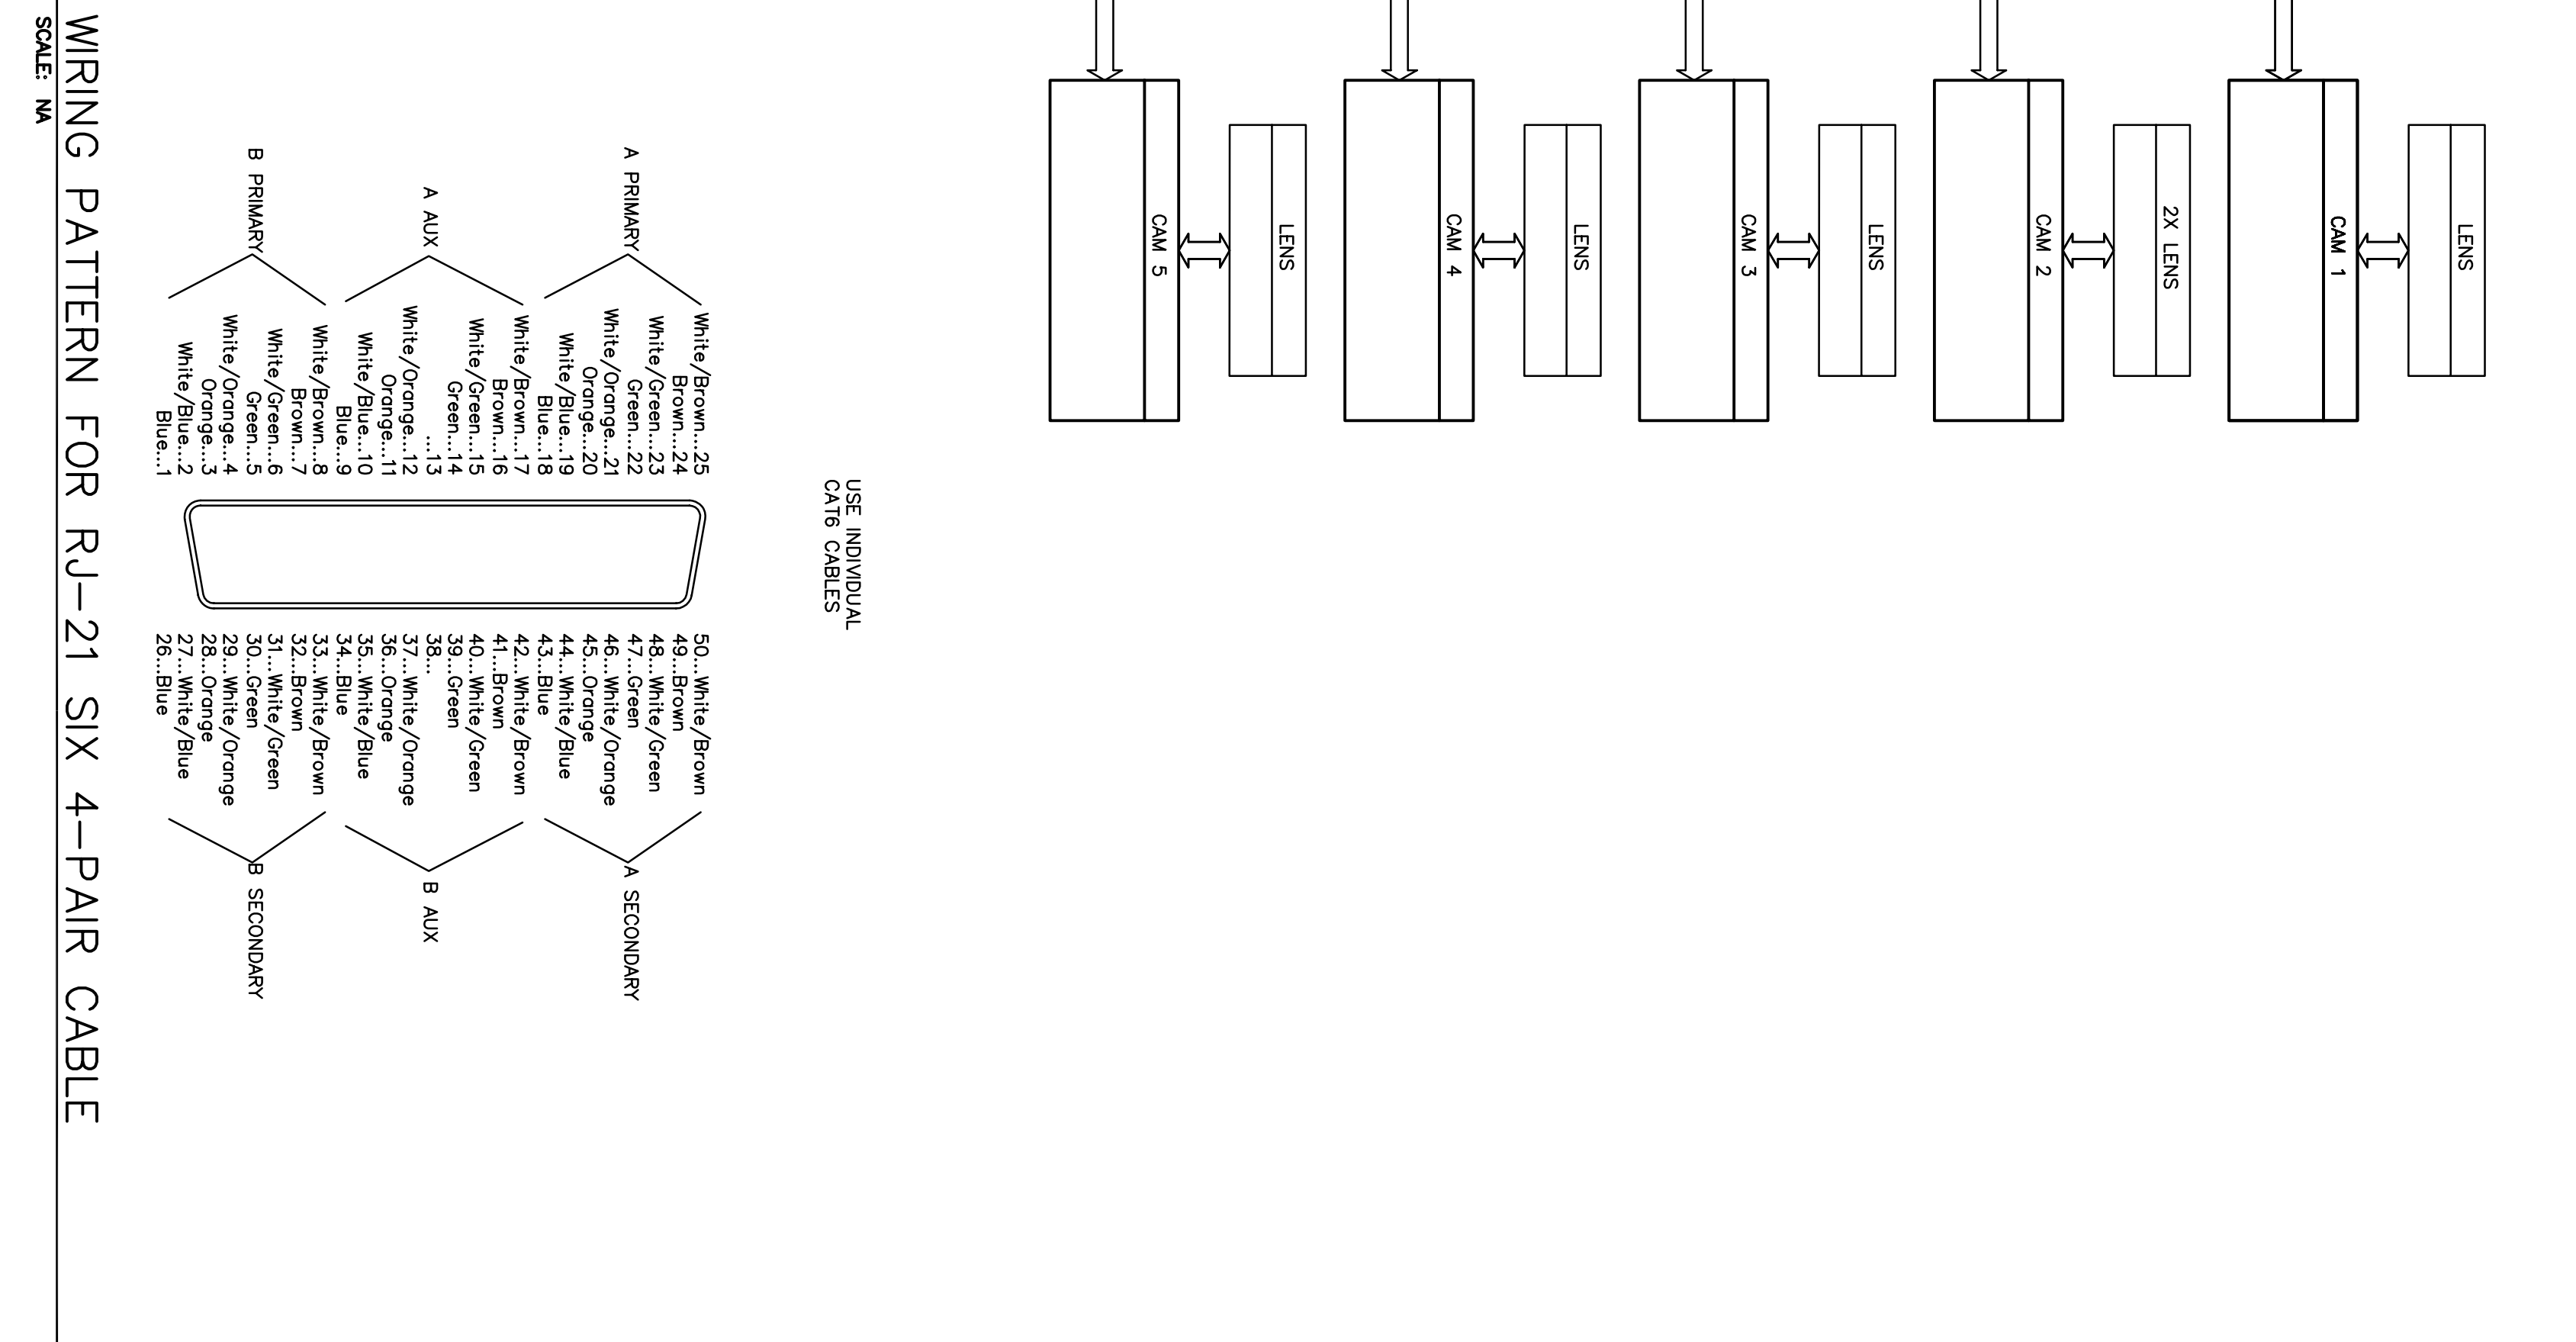 LENS
CAM 1
2X LENS
CAM 2
LENS
CAM 3
LENS
CAM 4
LENS
CAM 5
USE INDIVIDUAL
CAT6 CABLES
A PRIMARY
White/Brown...25
Brown...24
White/Green...23
Green...22
White/Orange...21
Orange...20
White/Blue...19
Blue...18
A AUX
White/Brown...17
Brown...16
White/Green...15
Green...14
...13
White/Orange...12
Orange...11
White/Blue...10
Blue...9
B PRIMARY
White/Brown...8
Brown...7
White/Green...6
Green...5
White/Orange...4
Orange...3
White/Blue...2
Blue...1
50...White/Brown
49...Brown
48...White/Green
47...Green
46...White/Orange
45...Orange
44...White/Blue
43...Blue
A SECONDARY
42...White/Brown
41...Brown
40...White/Green
39...Green
38...
37...White/Orange
36...Orange
35...White/Blue
34...Blue
B AUX
33...White/Brown
32...Brown
31...White/Green
30...Green
29...White/Orange
28...Orange
27...White/Blue
26...Blue
B SECONDARY
WIRING PATTERN FOR RJ-21 SIX 4-PAIR CABLE
SCALE: NA